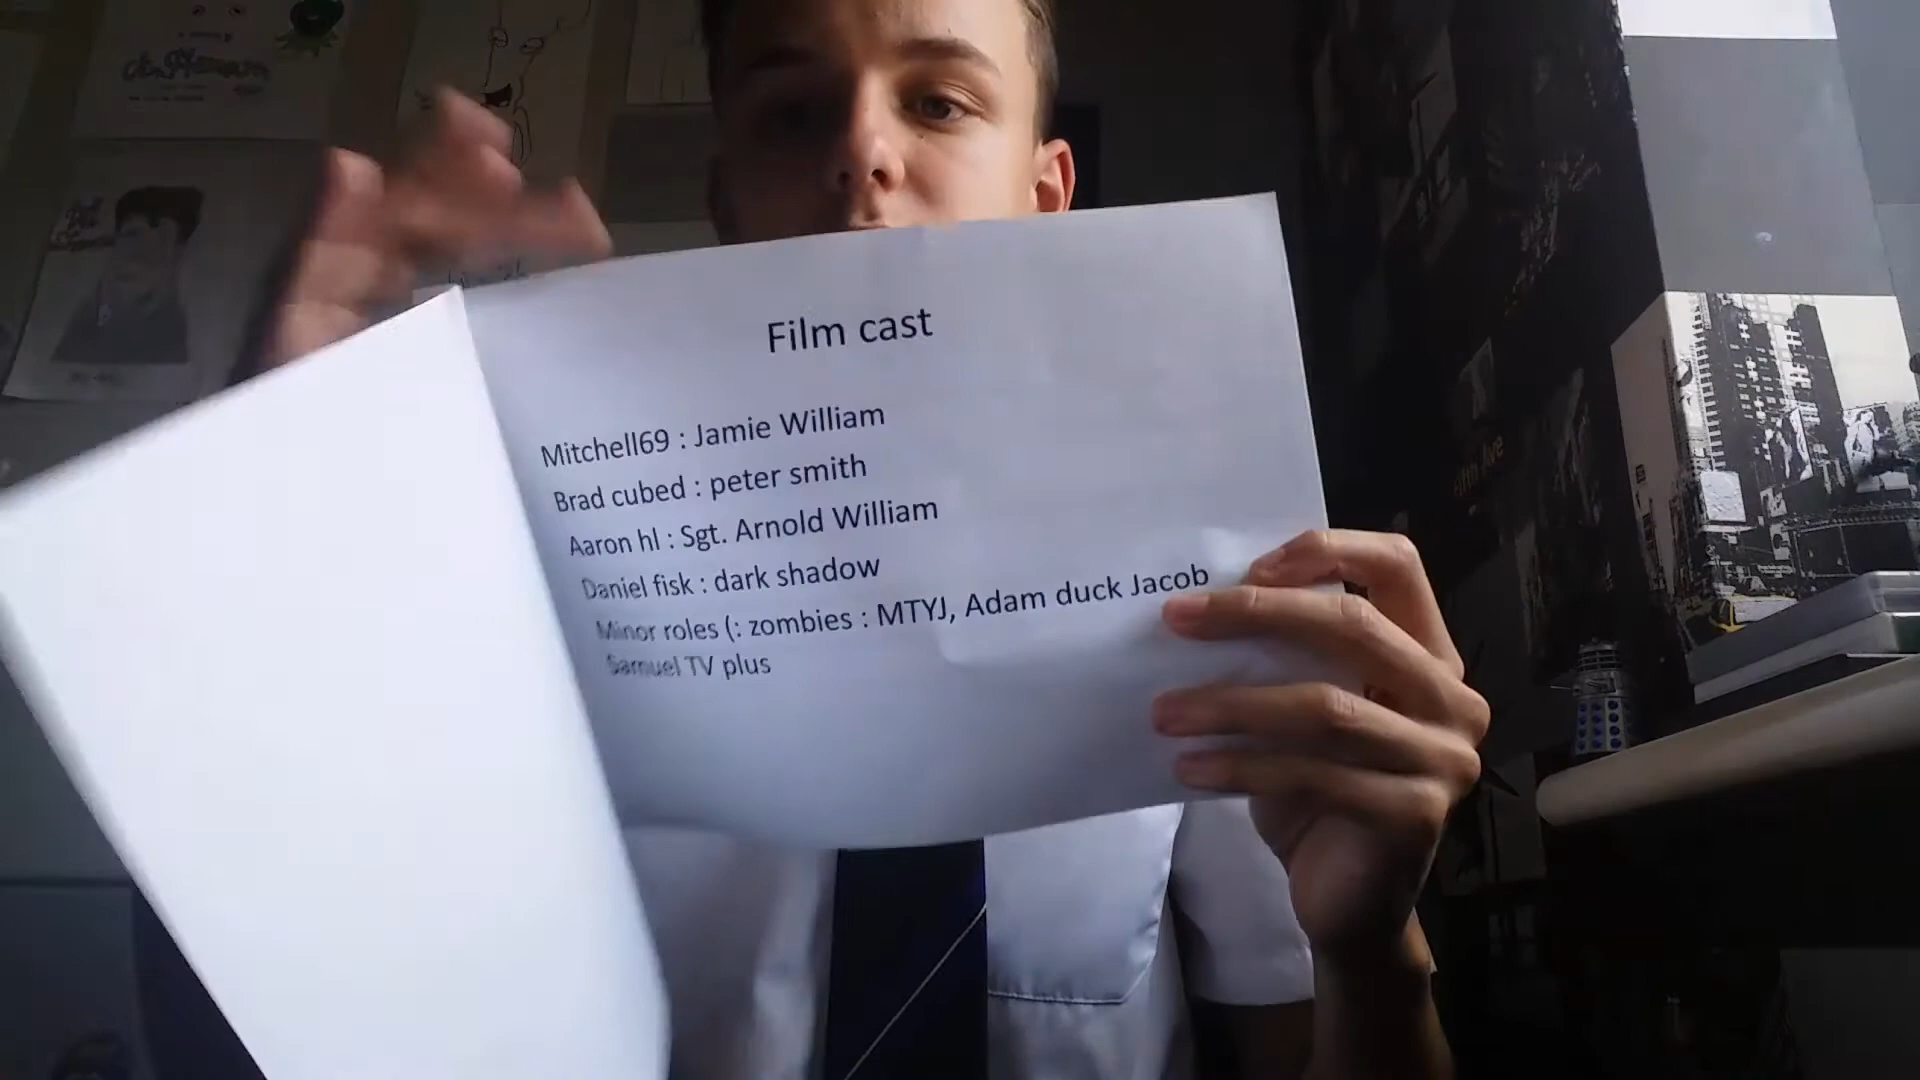 Film cast
Mitchell69 : Jamie William
Brad cubed : peter smith
Aaron hl : Sgt. Arnold William
Daniel fisk : dark shadow
Minor roles (: zombies : MTYJ, Adam duck Jacob
Samuel TV plus